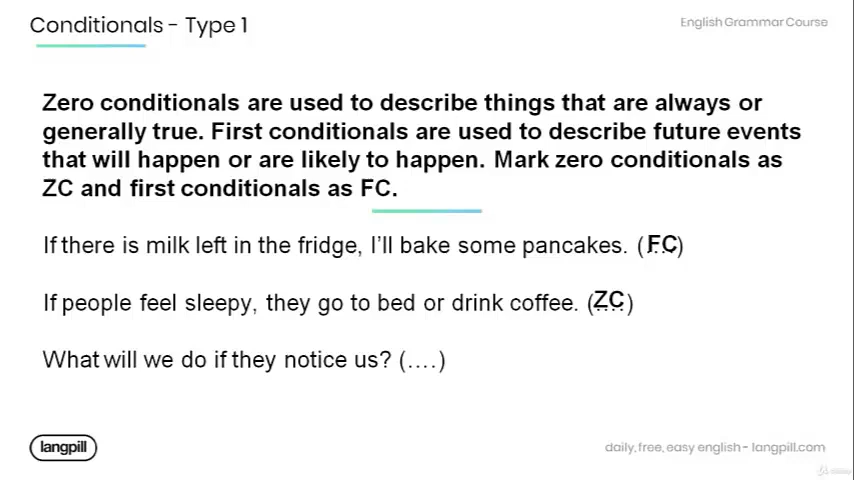 Conditionals - Type 1
English Grammar Course
Zero conditionals are used to describe things that are always or
generally true. First conditionals are used to describe future events
that will happen or are likely to happen. Mark zero conditionals as
ZC and first conditionals as FC.
If there is milk left in the fridge, I'll bake some pancakes. (FC)
If people feel sleepy, they go to bed or drink coffee. (ZC)
What will we do if they notice us? (....)
langpill
daily, free, easy english - langpill.com